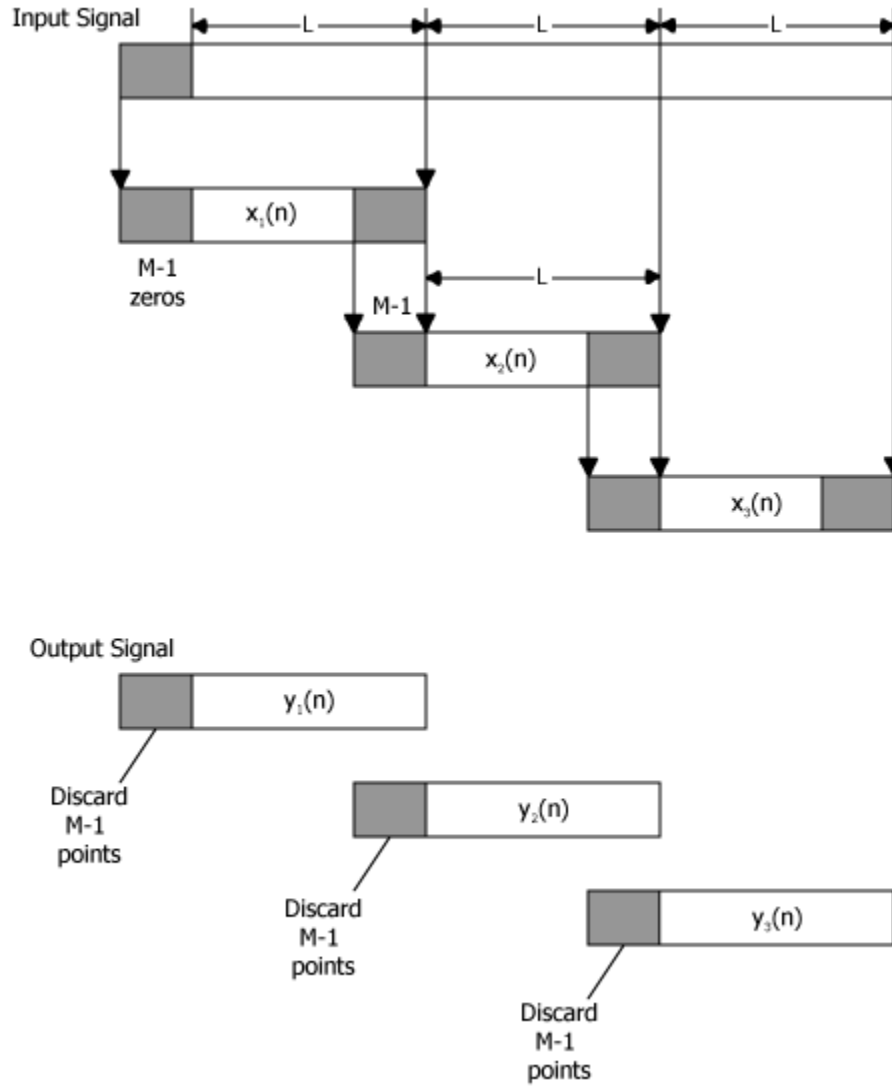 Input Signal
L
L
L
x₁(n)
M-1
zeros
L
M-1
x₂(n)
x₃(n)
Output Signal
y₁(n)
Discard
M-1
points
y₂(n)
Discard
M-1
points
y₃(n)
Discard
M-1
points